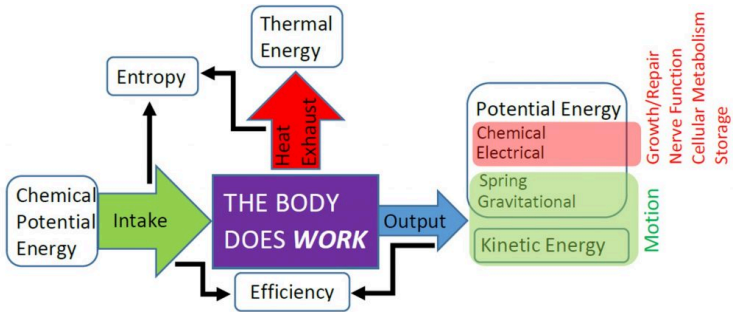 Thermal
Energy
Entropy
Heat
Exhaust
Chemical
Potential
Energy
Intake
THE BODY
DOES WORK
Output
Efficiency
Potential Energy
Chemical
Electrical
Spring
Gravitational
Kinetic Energy
Growth/Repair
Nerve Function
Cellular Metabolism
Storage
Motion